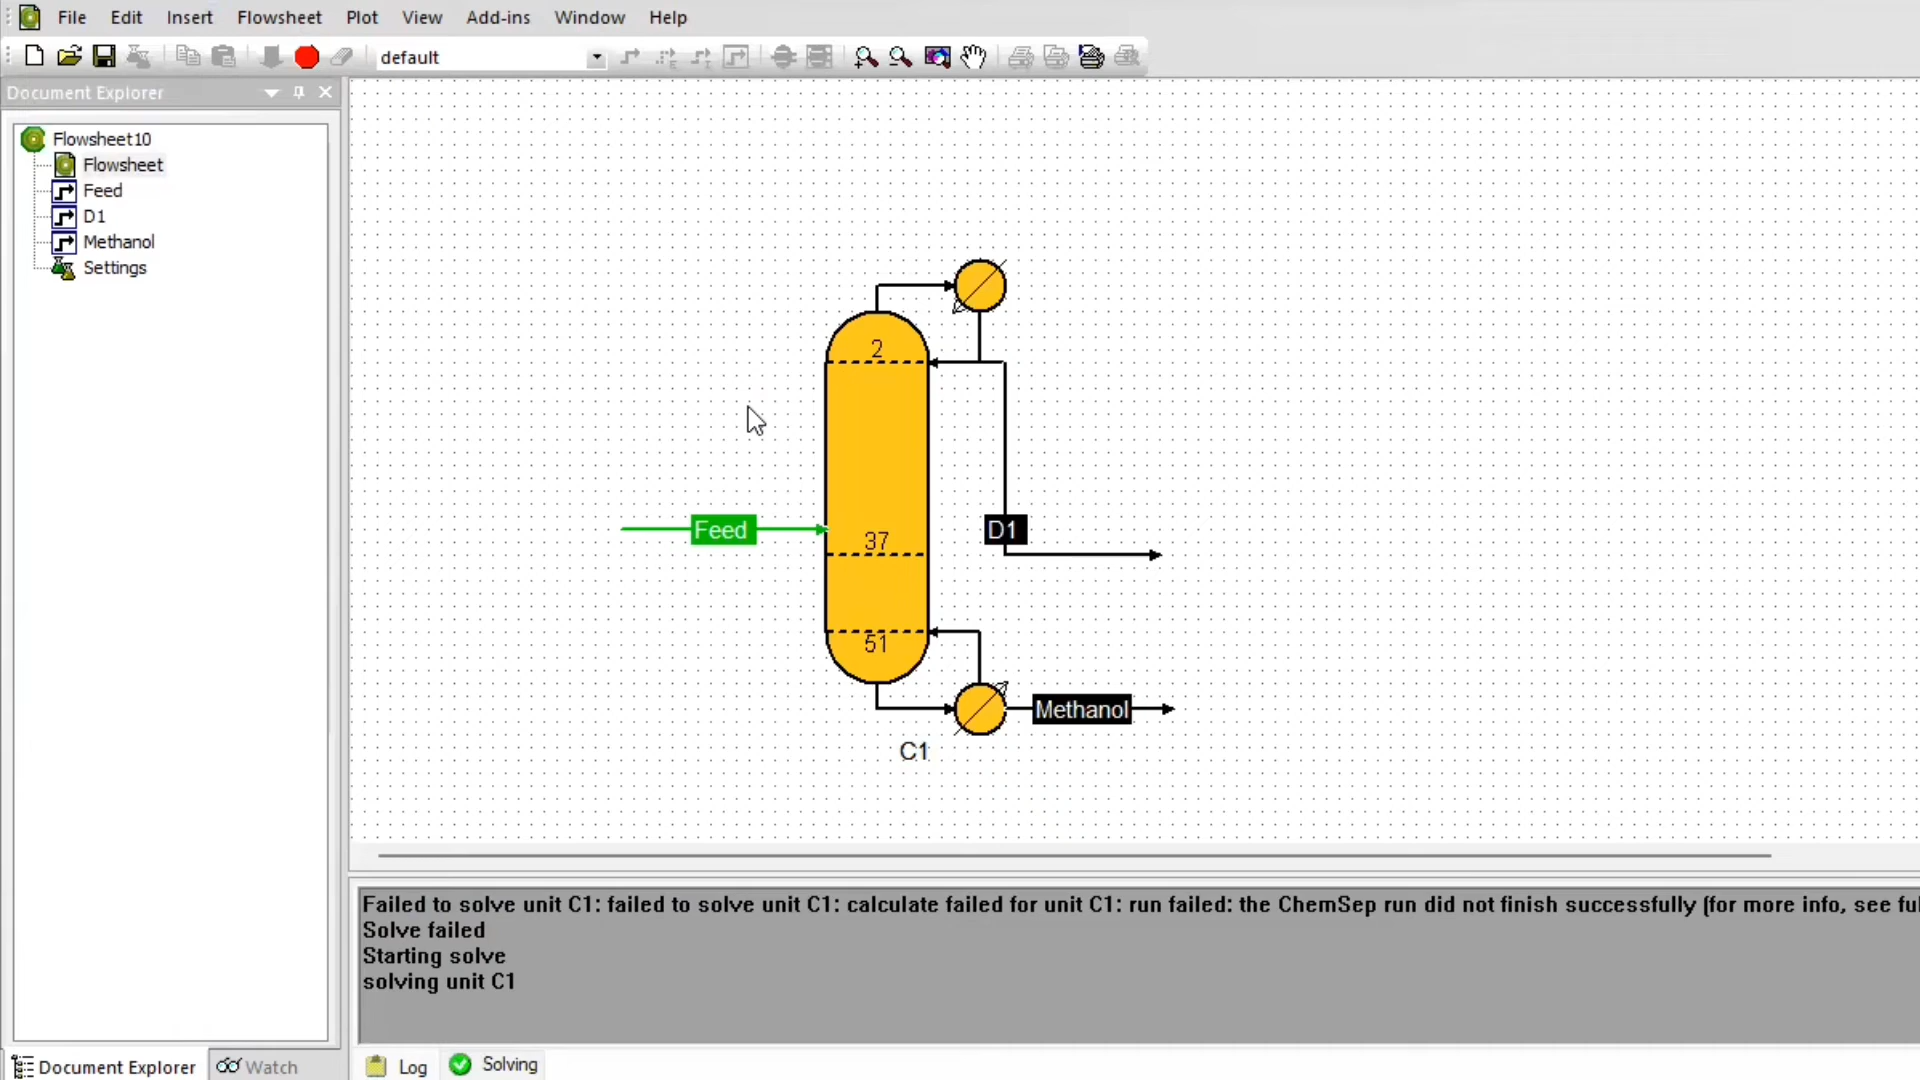 File Edit Insert Flowsheet Plot View Add-ins Window Help
default
Document Explorer
Flowsheet10
Flowsheet
Feed
D1
Methanol
Settings
2
Feed
37
D1
51
Methanol
C1
Failed to solve unit C1: failed to solve unit C1: calculate failed for unit C1: run failed: the ChemSep run did not finish successfully (for more info, see ful
Solve failed
Starting solve
solving unit C1
Document Explorer Watch Log Solving